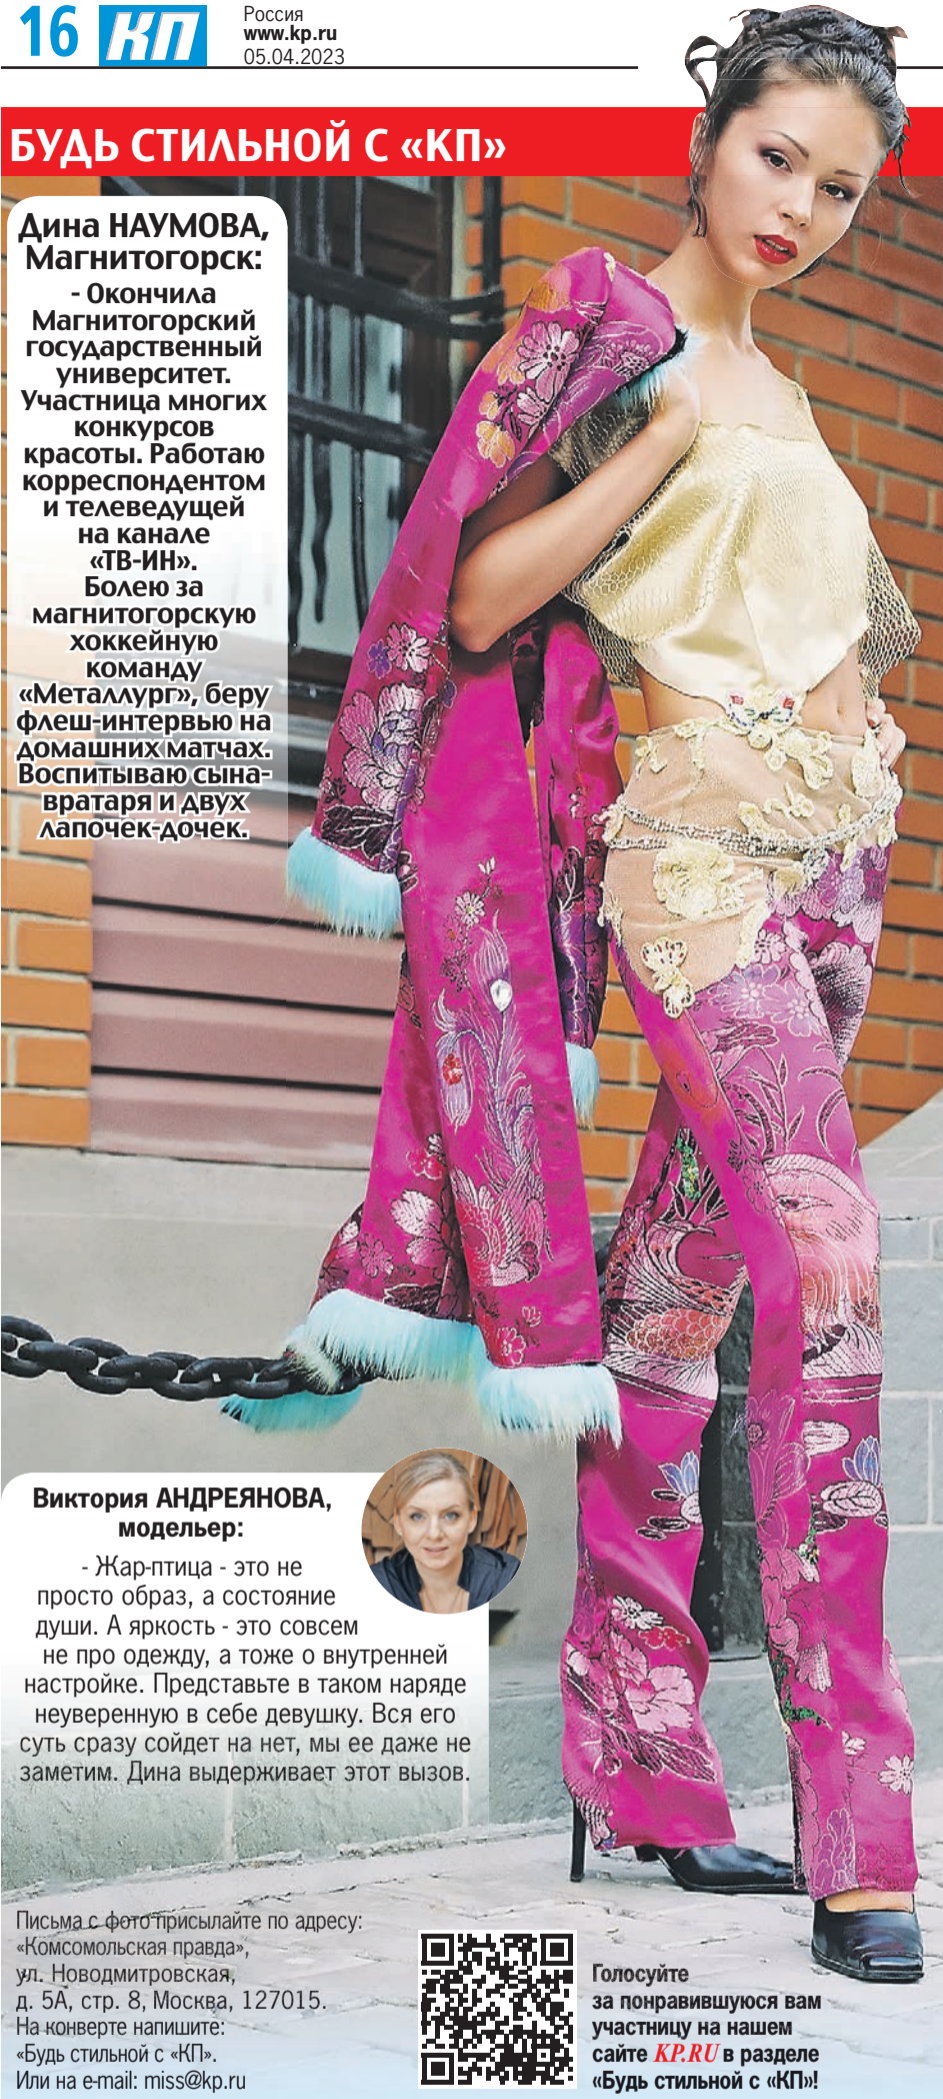 16 КП
Россия
www.kp.ru
05.04.2023
БУДЬ СТИЛЬНОЙ С «КП»
Дина НАУМОВА,
Магнитогорск:
- Окончила
Магнитогорский
государственный
университет.
Участница многих
конкурсов
красоты. Работаю
корреспондентом
и телеведущей
на канале
«ТВ-ИН».
Болею за
магнитогорскую
хоккейную
команду
«Металлург», беру
флеш-интервью на
домашних матчах.
Воспитываю сына-
вратаря и двух
лапочек-дочек.
Виктория АНДРЕЯНОВА,
модельер:
- Жар-птица - это не
просто образ, а состояние
души. А яркость - это совсем
не про одежду, а тоже о внутренней
настройке. Представьте в таком наряде
неуверенную в себе девушку. Вся его
суть сразу сойдет на нет, мы ее даже не
заметим. Дина выдерживает этот вызов.
Письма с фото присылайте по адресу:
«Комсомольская правда»,
ул. Новодмитровская,
д. 5А, стр. 8, Москва, 127015.
На конверте напишите:
«Будь стильной с «КП».
Или на e-mail: miss@kp.ru
Голосуйте
за понравившуюся вам
участницу на нашем
сайте KP.RU в разделе
«Будь стильной с «КП»!